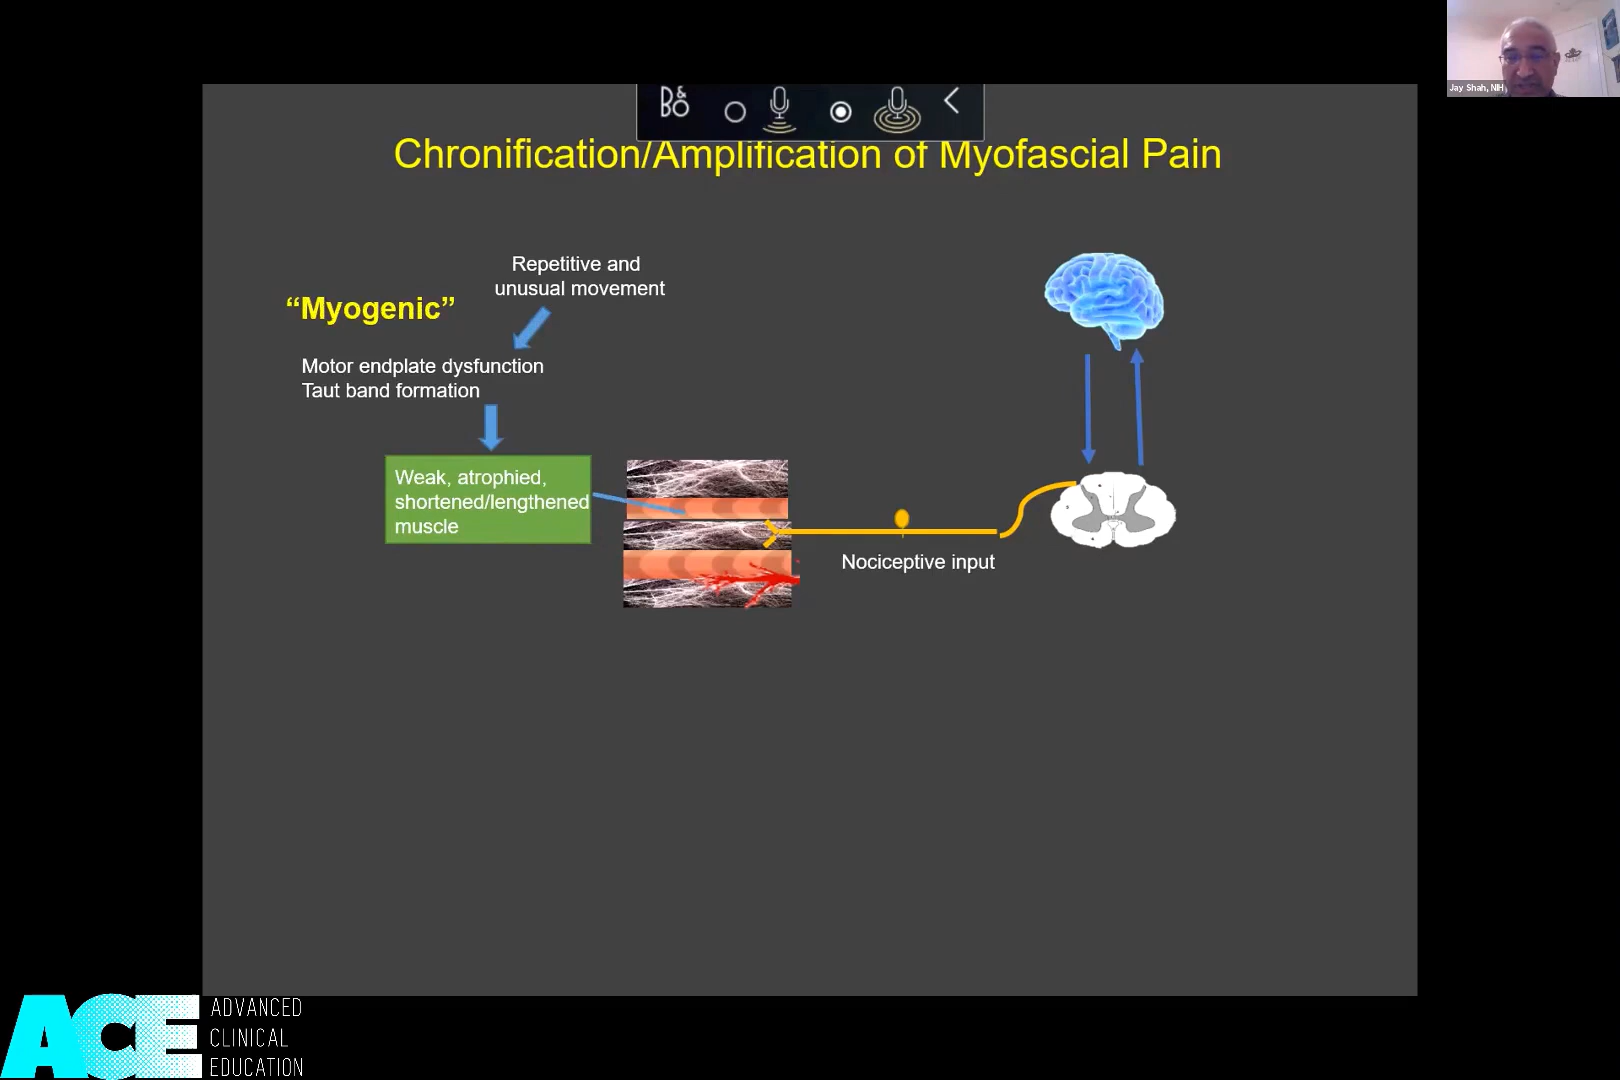 B&O
Jay Shah, NIH
Chronification/Amplification of Myofascial Pain
Repetitive and
unusual movement
“Myogenic”
Motor endplate dysfunction
Taut band formation
Weak, atrophied,
shortened/lengthened
muscle
Nociceptive input
ACE
ADVANCED
CLINICAL
EDUCATION